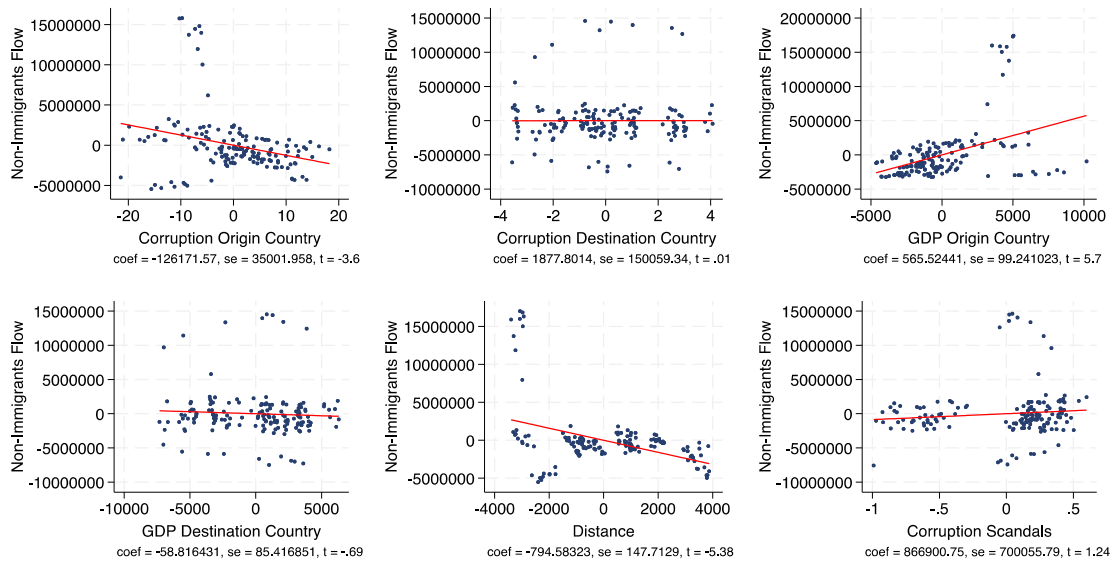 Non-Immigrants Flow
15000000
10000000
5000000
0
-5000000
-20 -10 0 10 20
Corruption Origin Country
coef = -126171.57, se = 35001.958, t = -3.6
Non-Immigrants Flow
15000000
10000000
5000000
0
-5000000
-10000000
-4 -2 0 2 4
Corruption Destination Country
coef = 1877.8014, se = 150059.34, t = .01
Non-Immigrants Flow
20000000
15000000
10000000
5000000
0
-5000000
-5000 0 5000 10000
GDP Origin Country
coef = 565.52441, se = 99.241023, t = 5.7
Non-Immigrants Flow
15000000
10000000
5000000
0
-5000000
-10000000
-10000 -5000 0 5000
GDP Destination Country
coef = -58.816431, se = 85.416851, t = -.69
Non-Immigrants Flow
15000000
10000000
5000000
0
-5000000
-4000 -2000 0 2000 4000
Distance
coef = -794.58323, se = 147.7129, t = -5.38
Non-Immigrants Flow
15000000
10000000
5000000
0
-5000000
-10000000
-1 -.5 0 .5
Corruption Scandals
coef = 866900.75, se = 700055.79, t = 1.24